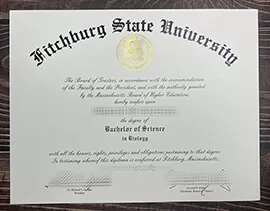 Fitchburg State University
The Board of Trustees, in accordance with the recommendation
of the Faculty and the President, and with the authority granted
by the Massachusetts Board of Higher Education,
hereby confers upon
the degree of
Bachelor of Science
in Biology
with all the honors, rights, privileges and obligations pertaining to that degree.
In testimony whereof this diploma is conferred at Fitchburg, Massachusetts,
President